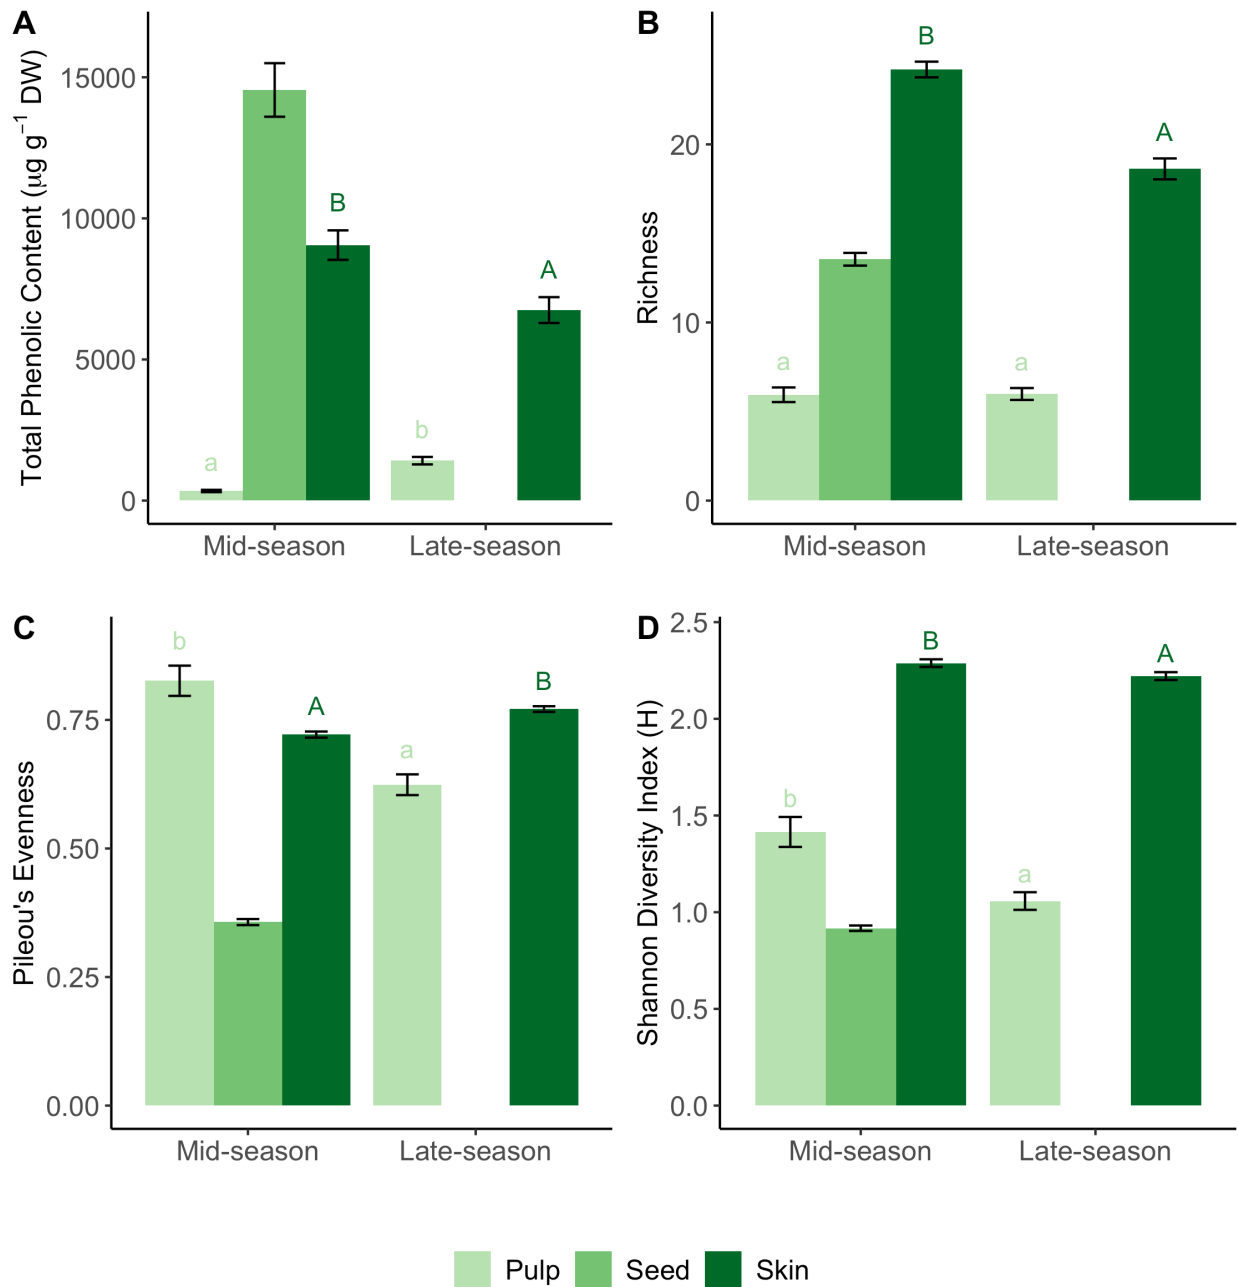 A
Total Phenolic Content (μg g⁻¹ DW)
15000
10000
5000
0
a
B
b
A
Mid-season
Late-season
B
Richness
20
10
0
a
B
a
A
Mid-season
Late-season
C
Pileou's Evenness
0.75
0.50
0.25
0.00
b
A
a
B
Mid-season
Late-season
D
Shannon Diversity Index (H)
2.5
2.0
1.5
1.0
0.5
0.0
b
B
a
A
Mid-season
Late-season
Pulp Seed Skin